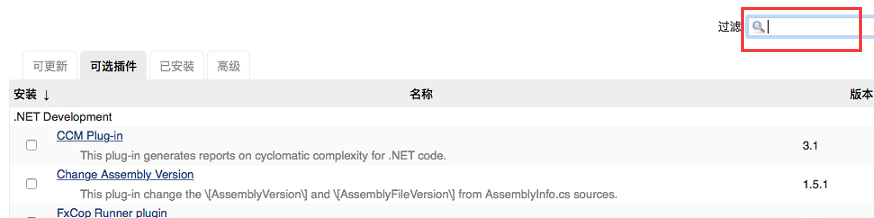 过滤:
可更新 可选插件 已安装 高级
安装 ↓ 名称 版本
.NET Development
CCM Plug-in
This plug-in generates reports on cyclomatic complexity for .NET code.
3.1
Change Assembly Version
This plug-in change the \[AssemblyVersion\] and \[AssemblyFileVersion\] from AssemblyInfo.cs sources.
1.5.1
FxCop Runner plugin